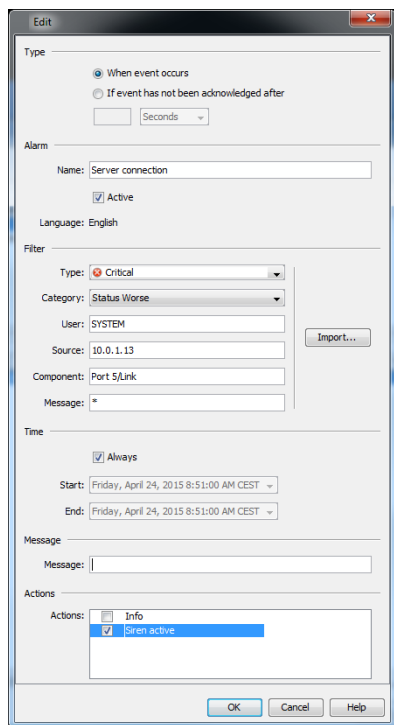 Edit
Type
When event occurs
If event has not been acknowledged after
Seconds
Alarm
Name: Server connection
Active
Language: English
Filter
Type: Critical
Category: Status Worse
User: SYSTEM
Source: 10.0.1.13
Import...
Component: Port 5/Link
Message: *
Time
Always
Start: Friday, April 24, 2015 8:51:00 AM CEST
End: Friday, April 24, 2015 8:51:00 AM CEST
Message
Message:
Actions
Actions: Info
Siren active
OK Cancel Help